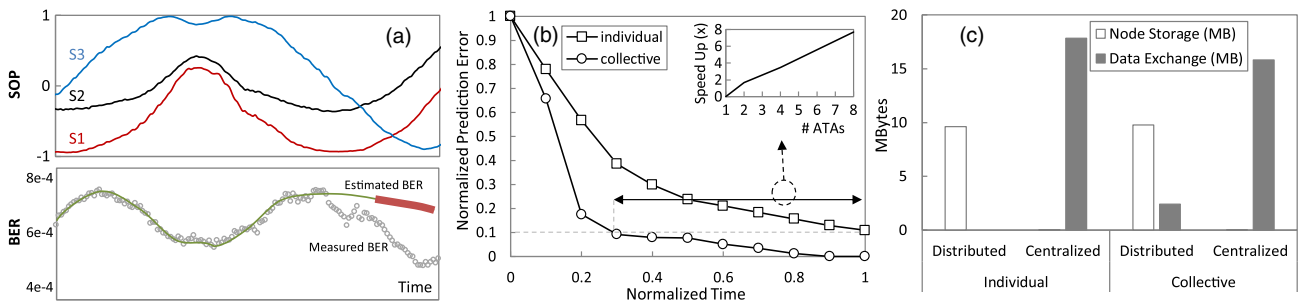 (a)
SOP
1
0
-1
S3
S2
S1
BER
8e-4
6e-4
4e-4
Estimated BER
Measured BER
Time
(b)
Normalized Prediction Error
1
0.9
0.8
0.7
0.6
0.5
0.4
0.3
0.2
0.1
0
0 0.2 0.4 0.6 0.8 1
Normalized Time
individual
collective
Speed Up (x)
8
6
4
2
0
1 2 3 4 5 6 7 8
# ATAs
(c)
MBytes
20
15
10
5
0
Node Storage (MB)
Data Exchange (MB)
Distributed Centralized Distributed Centralized
Individual Collective